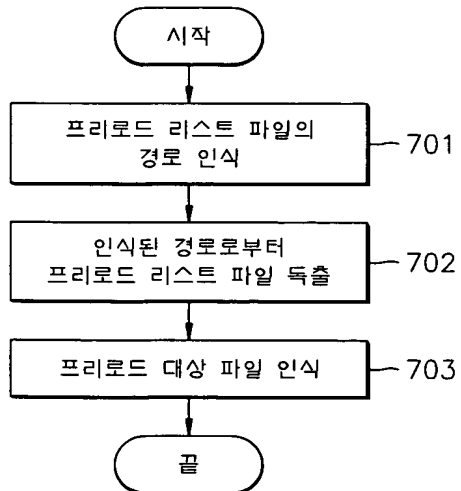 시작
프리로드 리스트 파일의
경로 인식
701
인식된 경로로부터
프리로드 리스트 파일 독출
702
프리로드 대상 파일 인식
703
끝